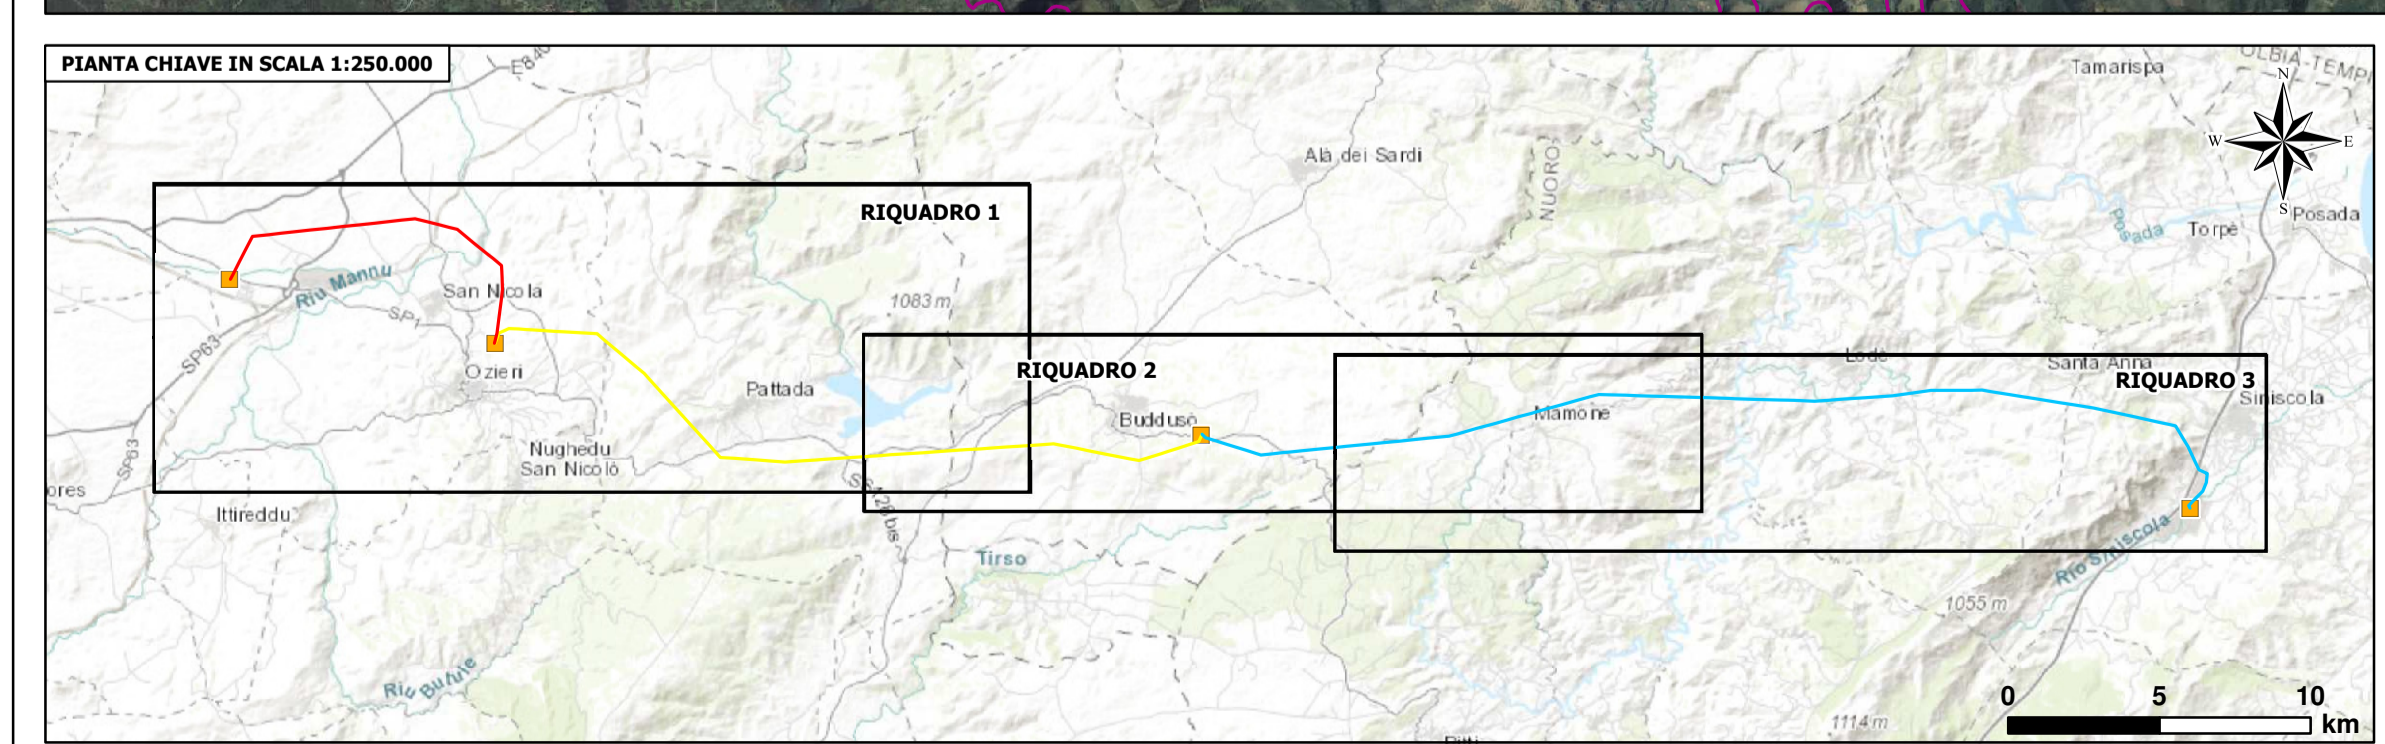 PIANTA CHIAVE IN SCALA 1:250.000
E840
Tamarispa
OLBIA-TEMPI
N
W
E
S
Alà dei Sardi
NUORO
Posada
Torpè
Posada
RIQUADRO 1
Riu Mannu
San Nicola
SP1
1083 m
SP63
Ozieri
Pattada
RIQUADRO 2
Buddusò
Mamone
Lodè
Santa Anna
RIQUADRO 3
Siniscola
SP63
Nughedu
San Nicolò
ores
Ittireddu
Tirso
Rio Siniscola
1055 m
Riu Butule
1114 m
0 5 10
km